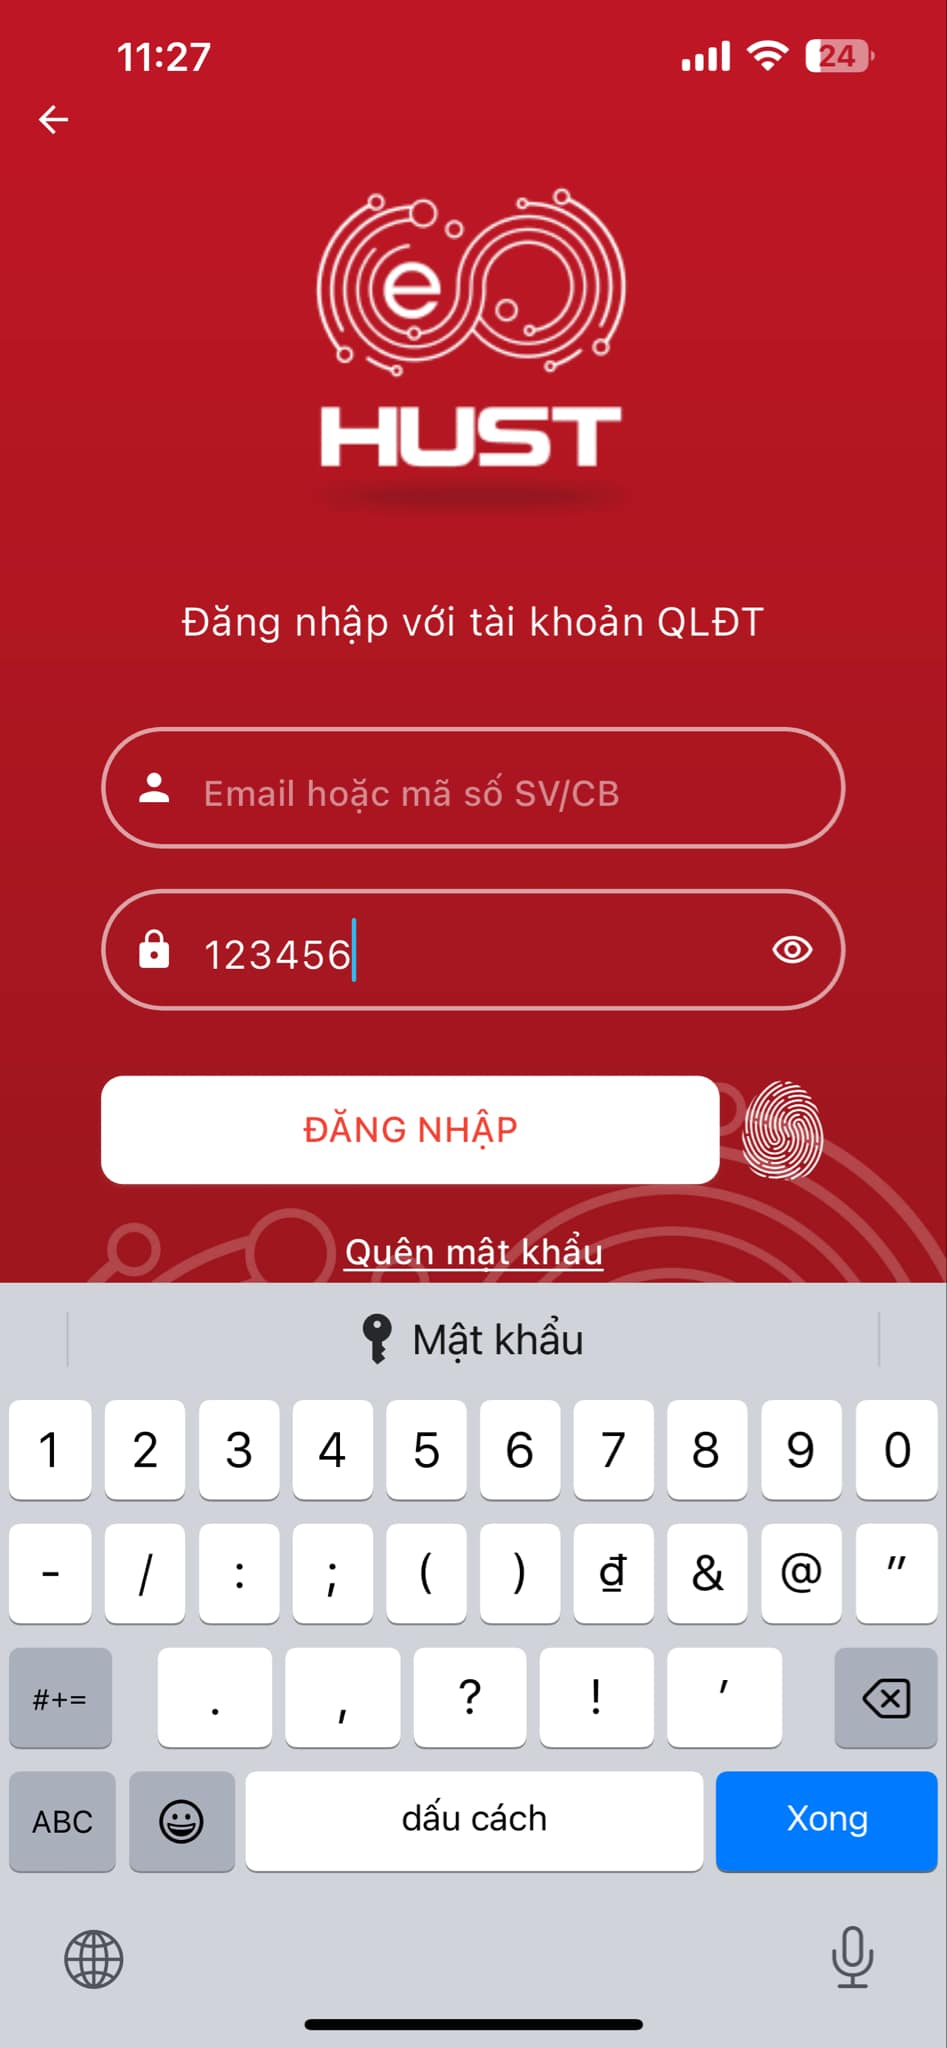 11:27
24
e
HUST
Đăng nhập với tài khoản QLĐT
Email hoặc mã số SV/CB
123456
ĐĂNG NHẬP
Quên mật khẩu
Mật khẩu
1 2 3 4 5 6 7 8 9 0
- / : ; ( ) ₫ & @ "
#+= . , ? ! '
ABC dấu cách Xong